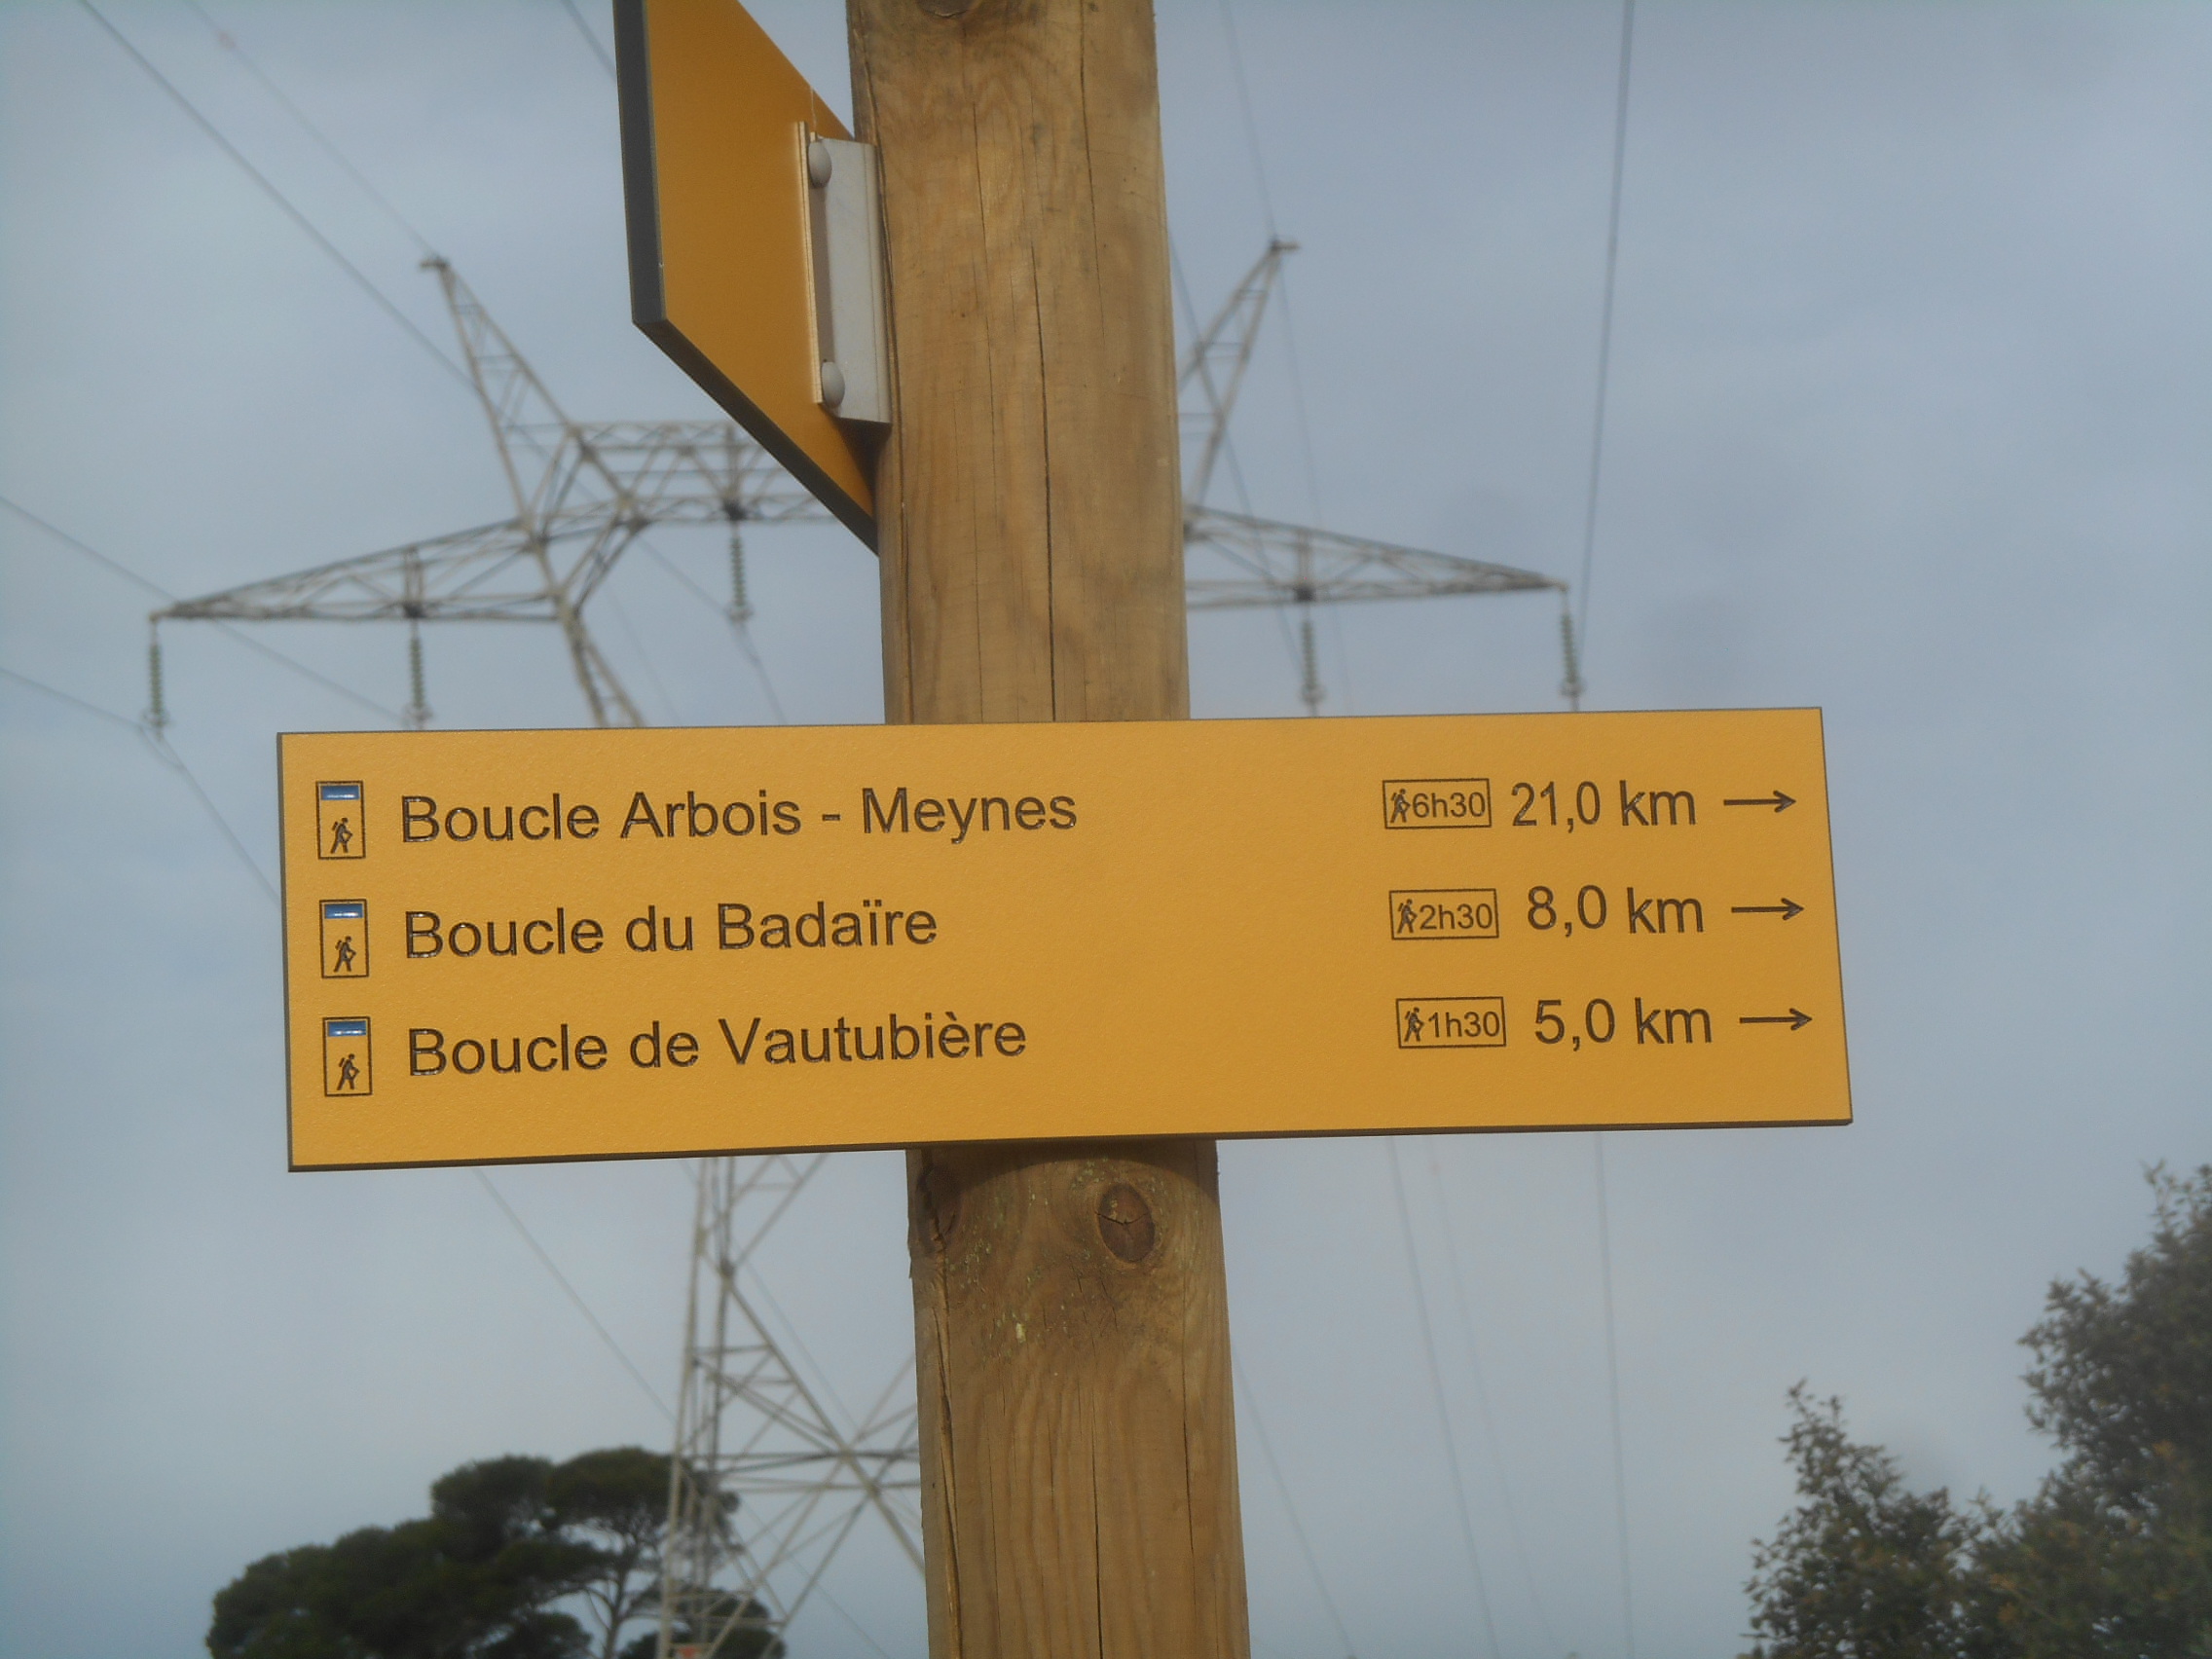 Boucle Arbois - Meynes 6h30 21,0 km →
Boucle du Badaïre 2h30 8,0 km →
Boucle de Vautubière 1h30 5,0 km →